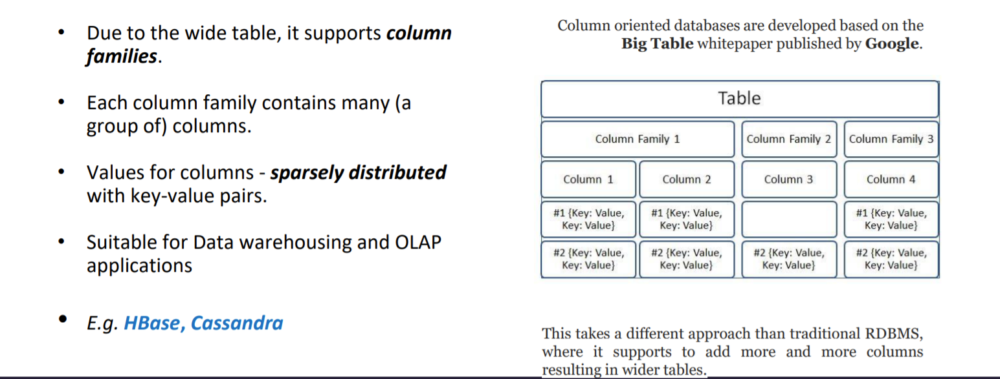 • Due to the wide table, it supports column
families.
• Each column family contains many (a
group of) columns.
• Values for columns - sparsely distributed
with key-value pairs.
• Suitable for Data warehousing and OLAP
applications
• E.g. HBase, Cassandra
Column oriented databases are developed based on the
Big Table whitepaper published by Google.
Table
Column Family 1 Column Family 2 Column Family 3
Column 1 Column 2 Column 3 Column 4
#1 {Key: Value, #1 {Key: Value, #1 {Key: Value,
Key: Value} Key: Value} Key: Value}
#2 {Key: Value, #2 {Key: Value, #2 {Key: Value, #2 {Key: Value,
Key: Value} Key: Value} Key: Value} Key: Value}
This takes a different approach than traditional RDBMS,
where it supports to add more and more columns
resulting in wider tables.